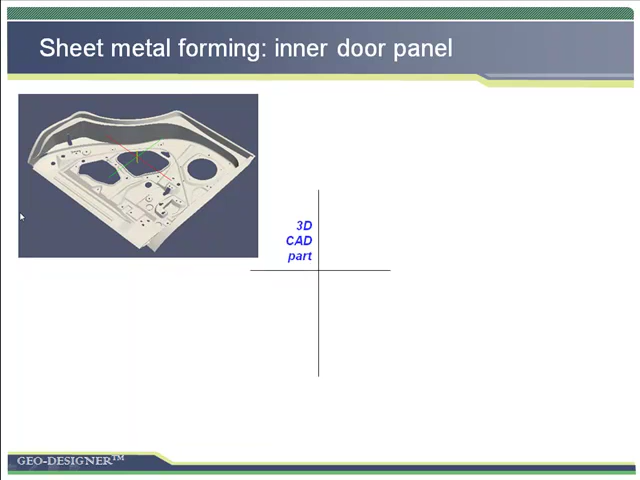 Sheet metal forming: inner door panel
3D
CAD
part
GEO-DESIGNER™